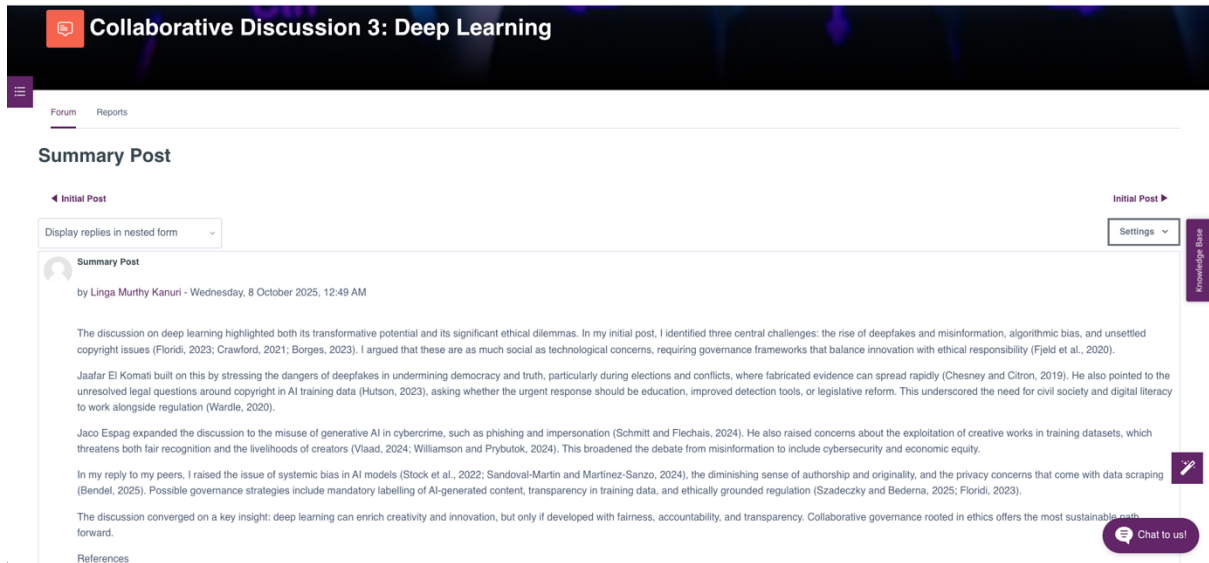 Collaborative Discussion 3: Deep Learning
Forum Reports
Summary Post
Initial Post Initial Post
Display replies in nested form Settings
Knowledge Base
Summary Post
by Linga Murthy Kanuri - Wednesday, 8 October 2025, 12:49 AM
The discussion on deep learning highlighted both its transformative potential and its significant ethical dilemmas. In my initial post, I identified three central challenges: the rise of deepfakes and misinformation, algorithmic bias, and unsettled
copyright issues (Floridi, 2023; Crawford, 2021; Borges, 2023). I argued that these are as much social as technological concerns, requiring governance frameworks that balance innovation with ethical responsibility (Fjeld et al., 2020).
Jaafar El Komati built on this by stressing the dangers of deepfakes in undermining democracy and truth, particularly during elections and conflicts, where fabricated evidence can spread rapidly (Chesney and Citron, 2019). He also pointed to the
unresolved legal questions around copyright in AI training data (Hutson, 2023), asking whether the urgent response should be education, improved detection tools, or legislative reform. This underscored the need for civil society and digital literacy
to work alongside regulation (Wardle, 2020).
Jaco Espag expanded the discussion to the misuse of generative AI in cybercrime, such as phishing and impersonation (Schmitt and Flechais, 2024). He also raised concerns about the exploitation of creative works in training datasets, which
threatens both fair recognition and the livelihoods of creators (Vlaad, 2024; Williamson and Prybutok, 2024). This broadened the debate from misinformation to include cybersecurity and economic equity.
In my reply to my peers, I raised the issue of systemic bias in AI models (Stock et al., 2022; Sandoval-Martin and Martínez-Sanzo, 2024), the diminishing sense of authorship and originality, and the privacy concerns that come with data scraping
(Bendel, 2025). Possible governance strategies include mandatory labelling of AI-generated content, transparency in training data, and ethically grounded regulation (Szadeczky and Bederna, 2025; Floridi, 2023).
The discussion converged on a key insight: deep learning can enrich creativity and innovation, but only if developed with fairness, accountability, and transparency. Collaborative governance rooted in ethics offers the most sustainable path
forward.
Chat to us!
References